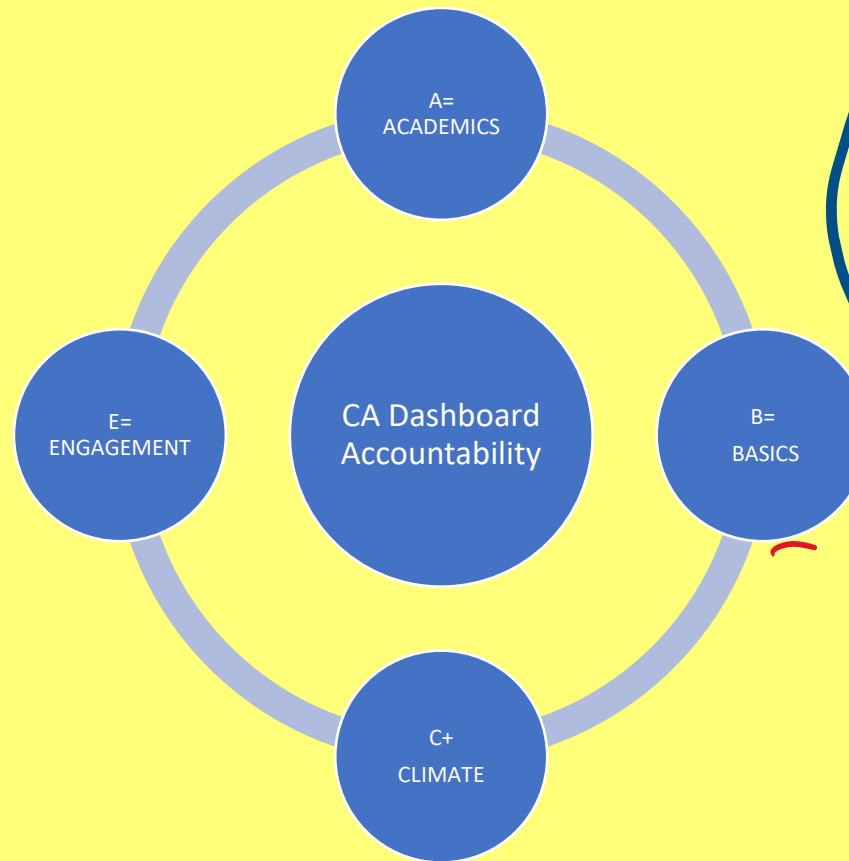 A=
ACADEMICS
E=
ENGAGEMENT
CA Dashboard
Accountability
B=
BASICS
C+
CLIMATE